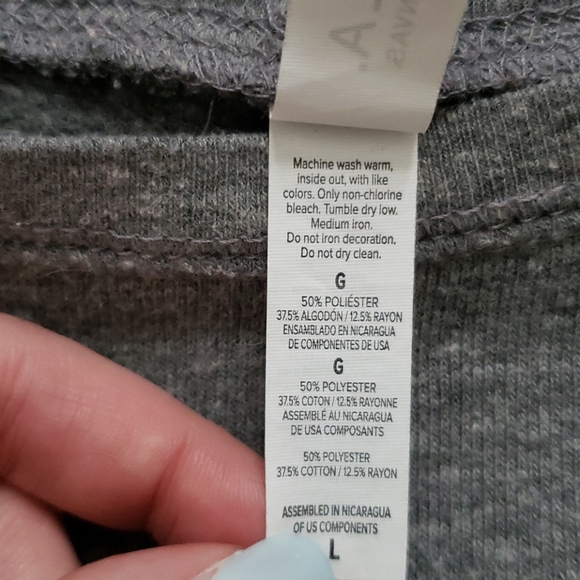 Machine wash warm,
inside out, with like
colors. Only non-chlorine
bleach. Tumble dry low.
Medium iron.
Do not iron decoration.
Do not dry clean.
G
50% POLIÉSTER
37.5% ALGODÓN / 12.5% RAYON
ENSAMBLADO EN NICARAGUA
DE COMPONENTES DE USA
G
50% POLYESTER
37.5% COTON / 12.5% RAYONNE
ASSEMBLÉ AU NICARAGUA
DE USA COMPOSANTS
50% POLYESTER
37.5% COTTON / 12.5% RAYON
ASSEMBLED IN NICARAGUA
OF US COMPONENTS
L